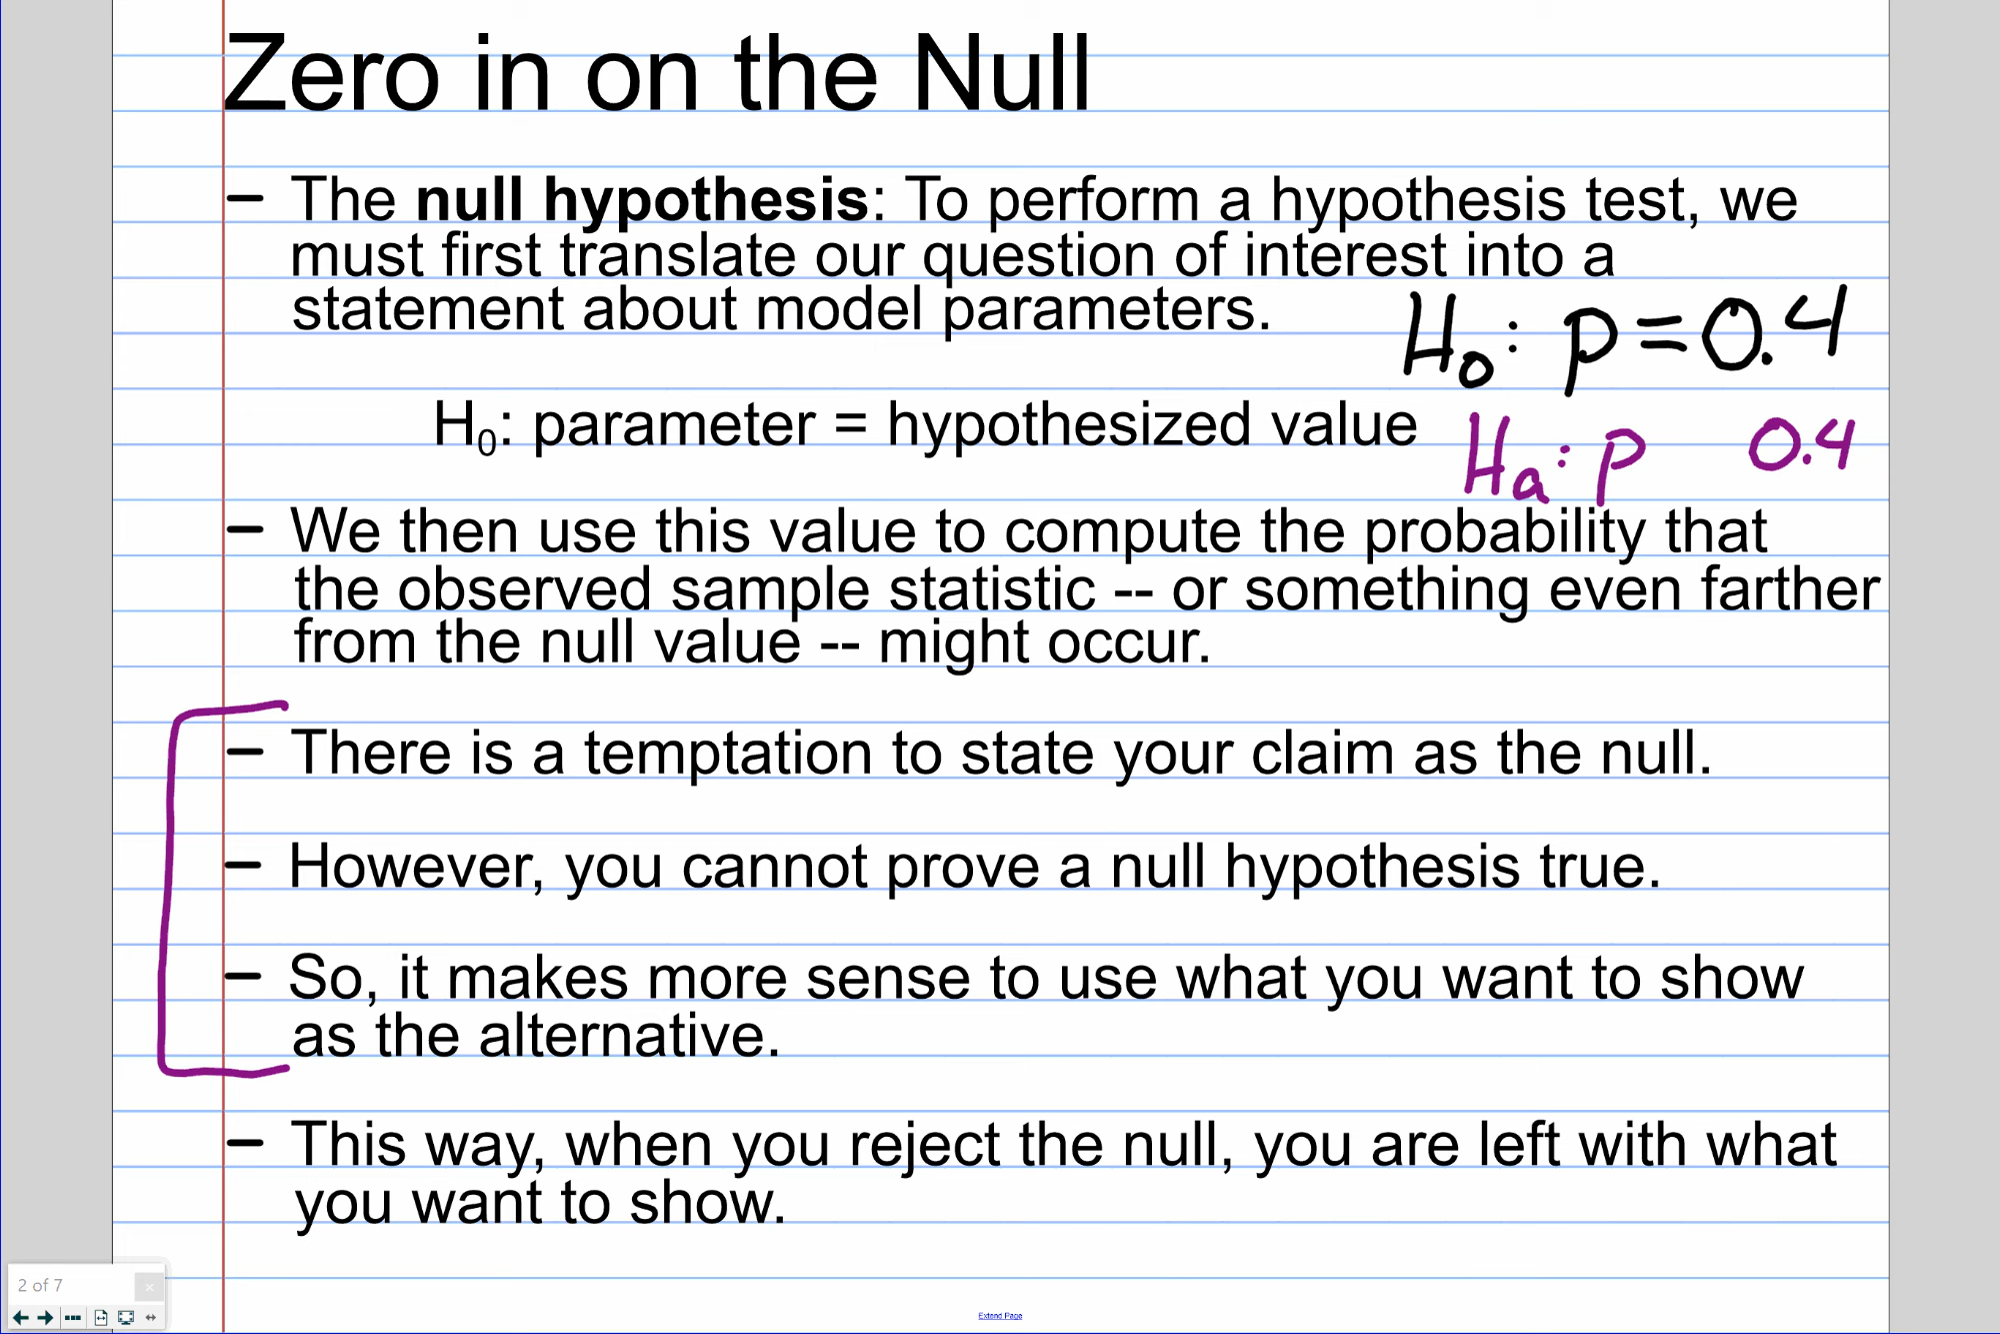 Zero in on the Null
– The null hypothesis: To perform a hypothesis test, we
must first translate our question of interest into a
statement about model parameters.
H₀: p = 0.4
H₀: parameter = hypothesized value
Ha: p 0.4
– We then use this value to compute the probability that
the observed sample statistic -- or something even farther
from the null value -- might occur.
– There is a temptation to state your claim as the null.
– However, you cannot prove a null hypothesis true.
– So, it makes more sense to use what you want to show
as the alternative.
– This way, when you reject the null, you are left with what
you want to show.
2 of 7
Extend Page